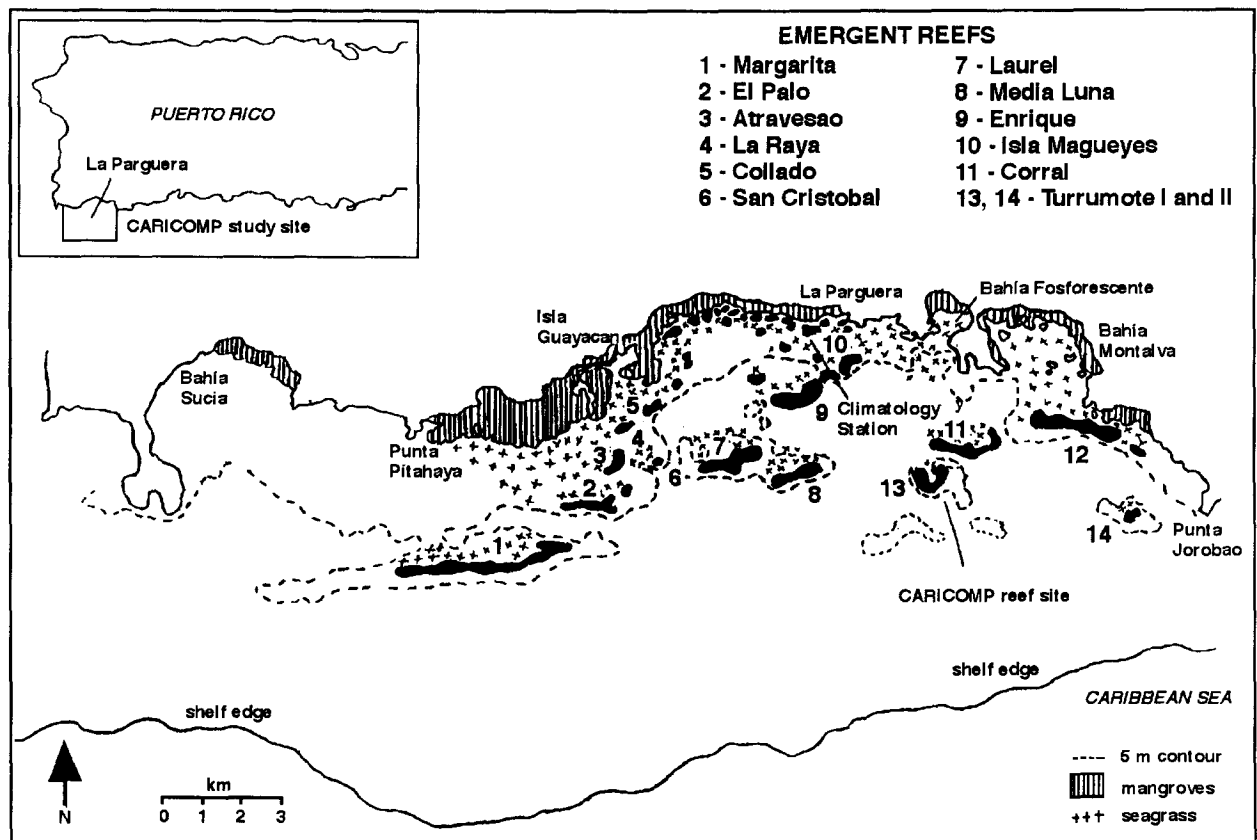 PUERTO RICO
La Parguera
CARICOMP study site
EMERGENT REEFS
1 - Margarita
2 - El Palo
3 - Atravesao
4 - La Raya
5 - Collado
6 - San Cristobal
7 - Laurel
8 - Media Luna
9 - Enrique
10 - Isla Magueyes
11 - Corral
13, 14 - Turrumote I and II
Isla
Guayacan
La Parguera
Bahía Fosforescente
Bahía
Montalva
Bahía
Sucia
Punta
Pitahaya
10
9
Climatology
Station
5
4
3
2
1
6
7
8
11
12
13
14
Punta
Jorobao
CARICOMP reef site
shelf edge
shelf edge
CARIBBEAN SEA
N
km
0 1 2 3
5 m contour
mangroves
seagrass